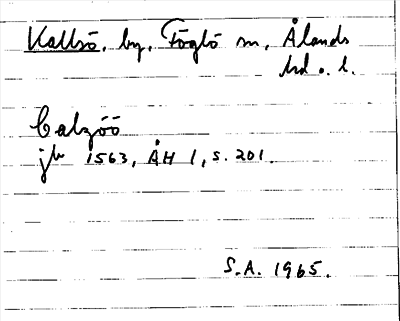 Kallsö, by, Föglö sn, Ålands
hd o. l.
Calzöö
jb 1563, ÅH 1, s. 201.
S.A. 1965.